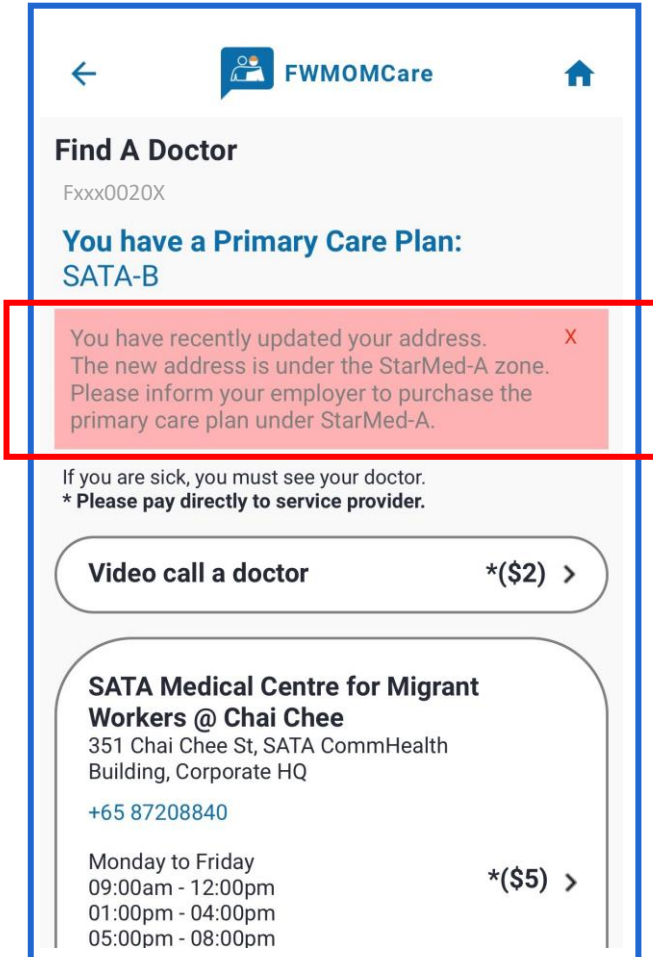 FWMOMCare
Find A Doctor
Fxxx0020X
You have a Primary Care Plan:
SATA-B
You have recently updated your address. X
The new address is under the StarMed-A zone.
Please inform your employer to purchase the
primary care plan under StarMed-A.
If you are sick, you must see your doctor.
* Please pay directly to service provider.
Video call a doctor *($2) >
SATA Medical Centre for Migrant
Workers @ Chai Chee
351 Chai Chee St, SATA CommHealth
Building, Corporate HQ
+65 87208840
Monday to Friday
09:00am - 12:00pm *($5) >
01:00pm - 04:00pm
05:00pm - 08:00pm